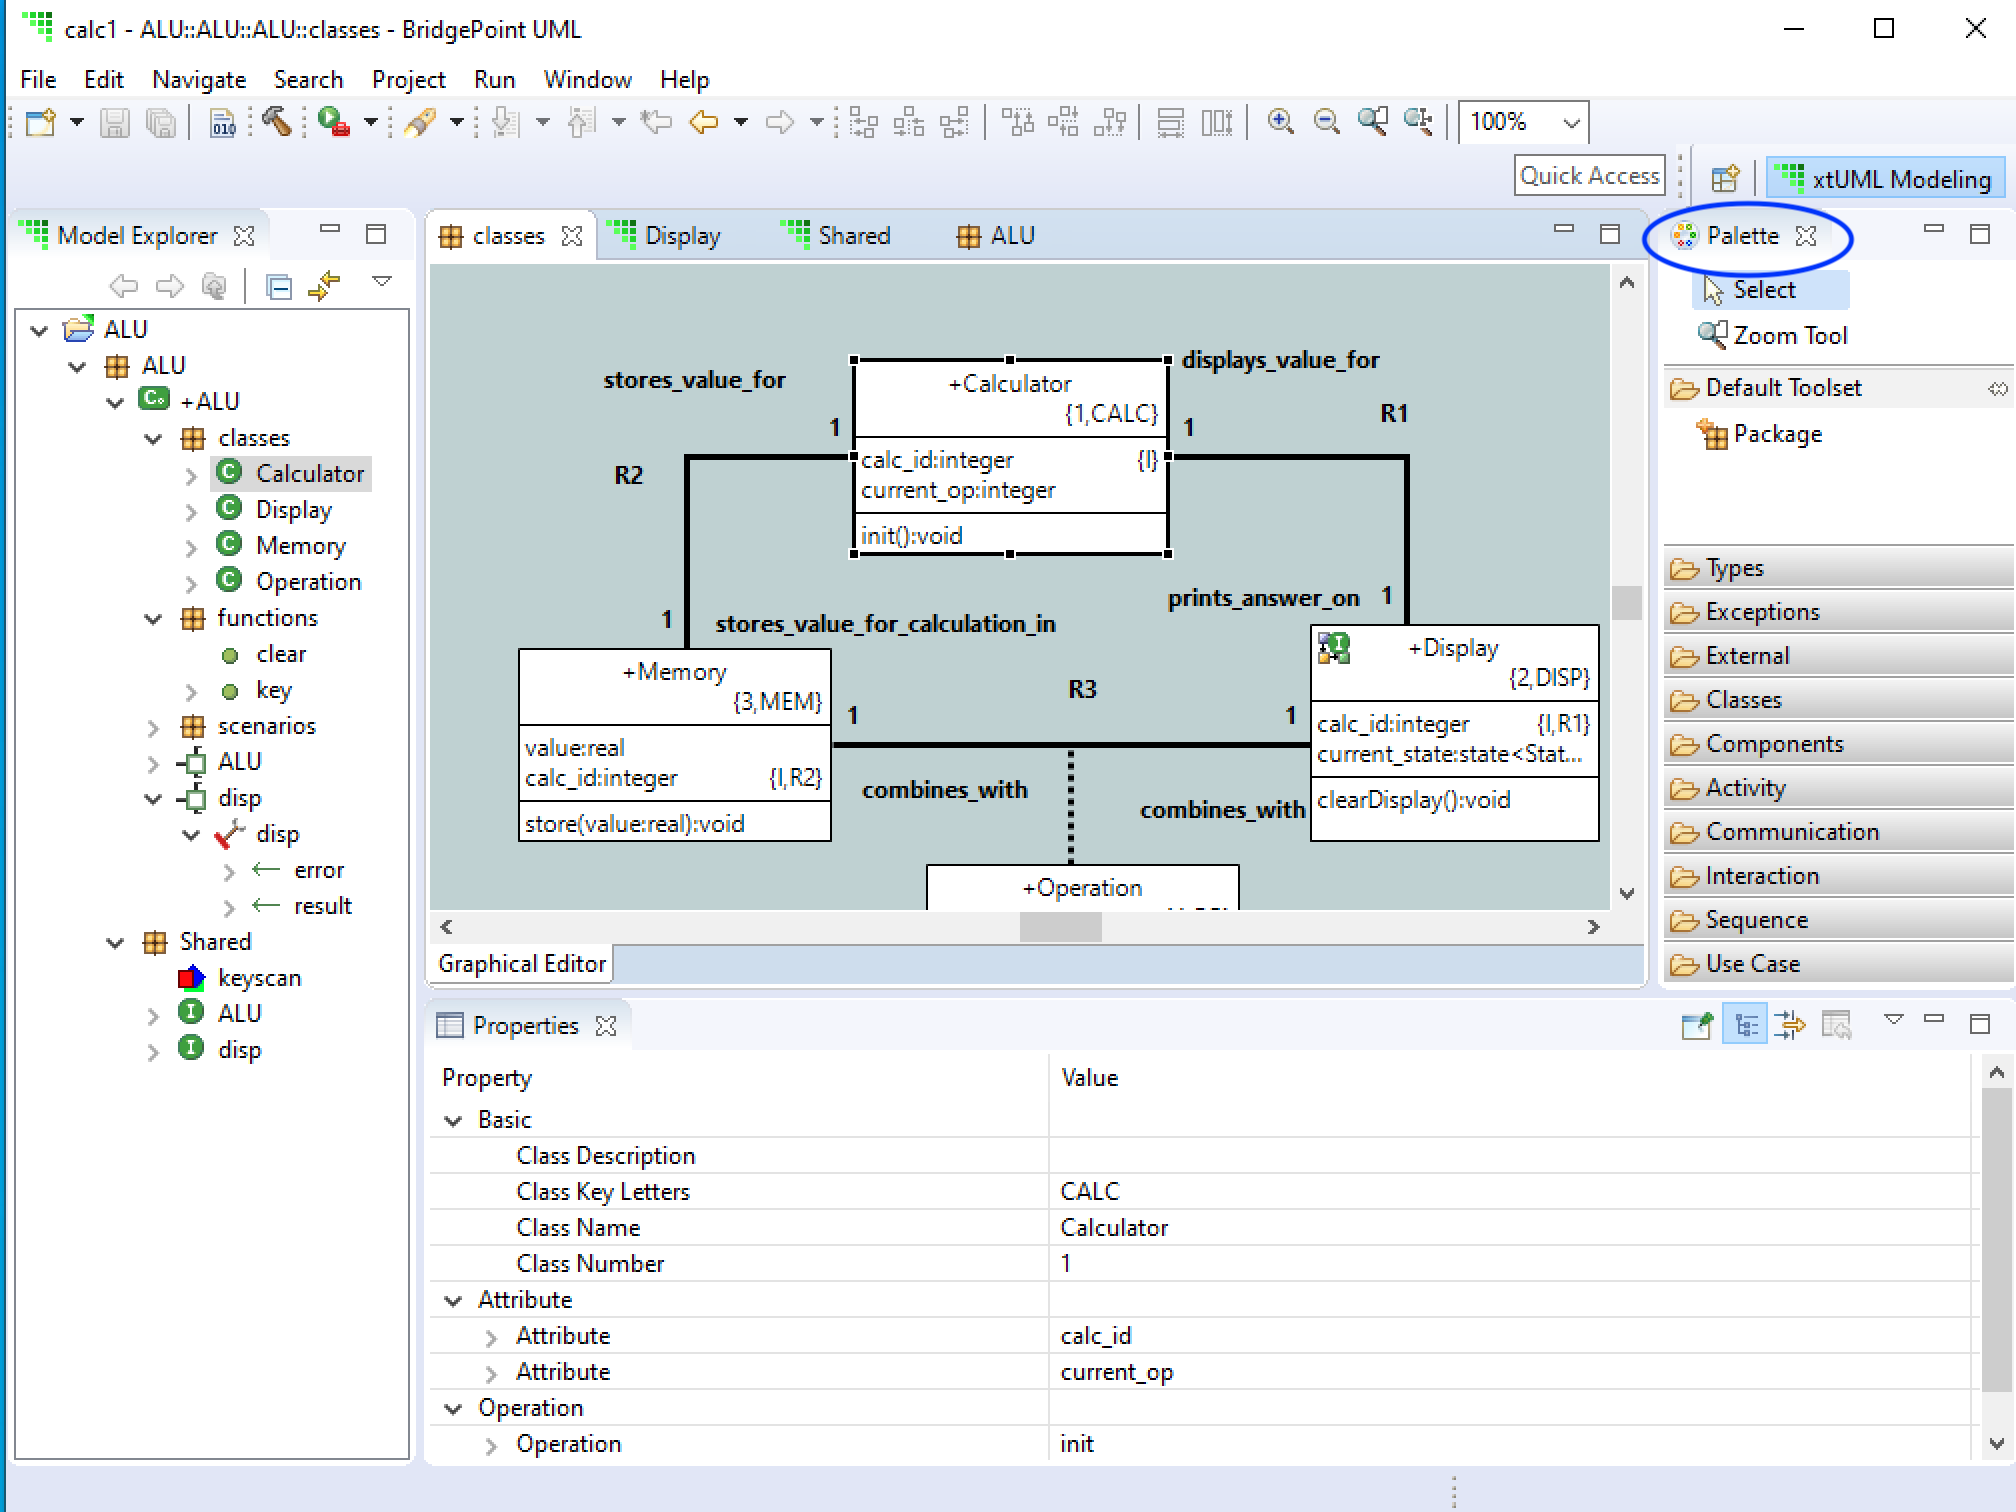 calc1 - ALU::ALU::ALU::classes - BridgePoint UML
File Edit Navigate Search Project Run Window Help
010
100%
Quick Access
xtUML Modeling
Model Explorer
ALU
ALU
C
+ALU
classes
C Calculator
C Display
C Memory
C Operation
functions
clear
key
scenarios
ALU
disp
disp
error
result
Shared
keyscan
I ALU
I disp
classes Display Shared ALU
stores_value_for
+Calculator
{1,CALC}
displays_value_for
R1
1
1
calc_id:integer {I}
current_op:integer
R2
init():void
prints_answer_on 1
1 stores_value_for_calculation_in
+Memory
{3,MEM}
R3
I
+Display
{2,DISP}
1
1
value:real
calc_id:integer {I,R2}
calc_id:integer {I,R1}
current_state:state<Stat...
combines_with
combines_with
store(value:real):void
clearDisplay():void
+Operation
Graphical Editor
Palette
Select
Zoom Tool
Default Toolset
Package
Types
Exceptions
External
Classes
Components
Activity
Communication
Interaction
Sequence
Use Case
Properties
Property Value
Basic
Class Description
Class Key Letters CALC
Class Name Calculator
Class Number 1
Attribute
Attribute calc_id
Attribute current_op
Operation
Operation init